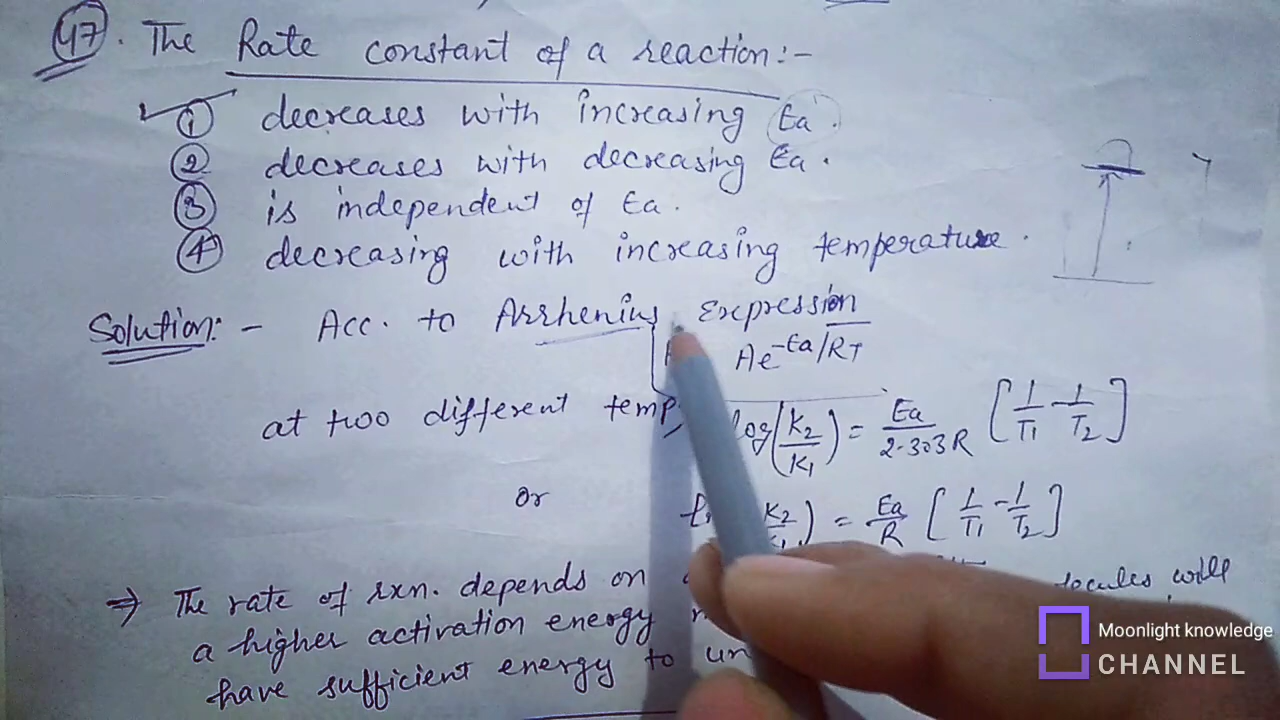 47. The Rate constant of a reaction:-
① decreases with increasing Ea.
② decreases with decreasing Ea.
③ is independent of Ea.
④ decreasing with increasing temperature.
Solution:- Acc. to Arrhenius Expression
Ae^-Ea/RT
at two different temp, log(K2/K1) = Ea/2.303R [1/T1 - 1/T2]
or (K2/K1) = Ea/R [1/T1 - 1/T2]
⇒ The rate of rxn. depends on will
a higher activation energy
have sufficient energy to
Moonlight knowledge
CHANNEL